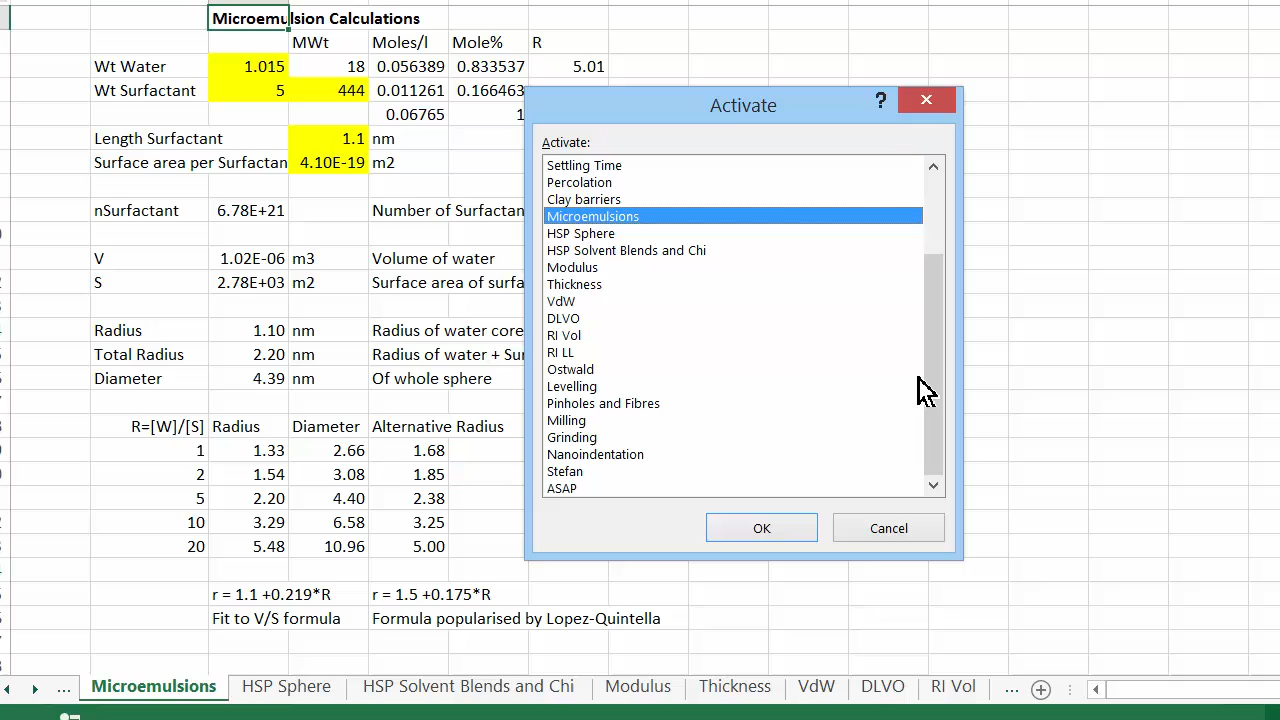 Microemulsion Calculations
MWt Moles/l Mole% R
Wt Water 1.015 18 0.056389 0.833537 5.01
Wt Surfactant 5 444 0.011261 0.166463
0.06765 1
Length Surfactant 1.1 nm
Surface area per Surfactant 4.10E-19 m2
nSurfactant 6.78E+21 Number of Surfactan
V 1.02E-06 m3 Volume of water
S 2.78E+03 m2 Surface area of surfa
Radius 1.10 nm Radius of water core
Total Radius 2.20 nm Radius of water + Sur
Diameter 4.39 nm Of whole sphere
R=[W]/[S] Radius Diameter Alternative Radius
1 1.33 2.66 1.68
2 1.54 3.08 1.85
5 2.20 4.40 2.38
10 3.29 6.58 3.25
20 5.48 10.96 5.00
r = 1.1 +0.219*R r = 1.5 +0.175*R
Fit to V/S formula Formula popularised by Lopez-Quintella
Activate ?
Activate:
Settling Time
Percolation
Clay barriers
Microemulsions
HSP Sphere
HSP Solvent Blends and Chi
Modulus
Thickness
VdW
DLVO
RI Vol
RI LL
Ostwald
Levelling
Pinholes and Fibres
Milling
Grinding
Nanoindentation
Stefan
ASAP
OK Cancel
... Microemulsions HSP Sphere HSP Solvent Blends and Chi Modulus Thickness VdW DLVO RI Vol ...